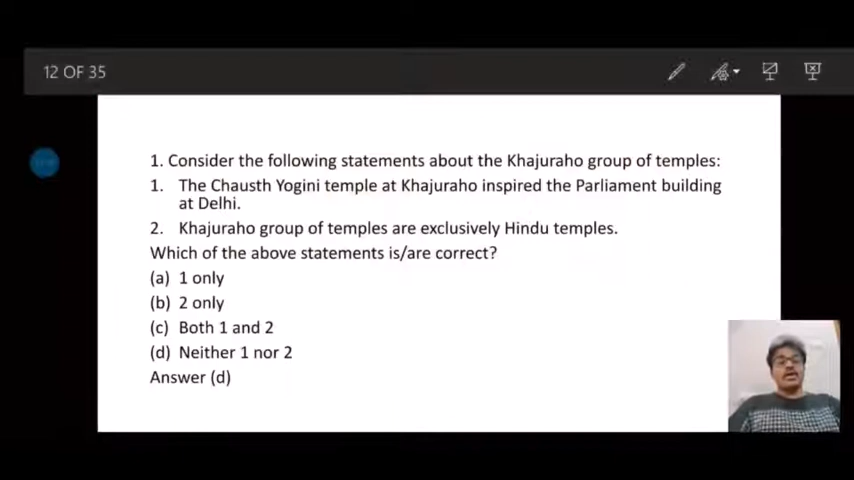 12 OF 35
1. Consider the following statements about the Khajuraho group of temples:
1. The Chausth Yogini temple at Khajuraho inspired the Parliament building
at Delhi.
2. Khajuraho group of temples are exclusively Hindu temples.
Which of the above statements is/are correct?
(a) 1 only
(b) 2 only
(c) Both 1 and 2
(d) Neither 1 nor 2
Answer (d)